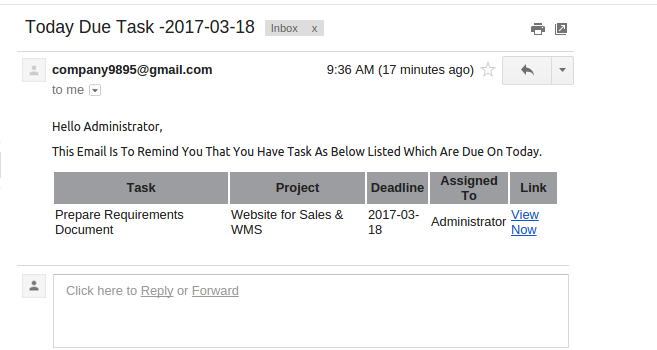 Today Due Task -2017-03-18 Inbox x
company9895@gmail.com 9:36 AM (17 minutes ago)
to me
Hello Administrator,
This Email Is To Remind You That You Have Task As Below Listed Which Are Due On Today.
Task Project Deadline Assigned To Link
Prepare Requirements Document Website for Sales & WMS 2017-03-18 Administrator View Now
Click here to Reply or Forward